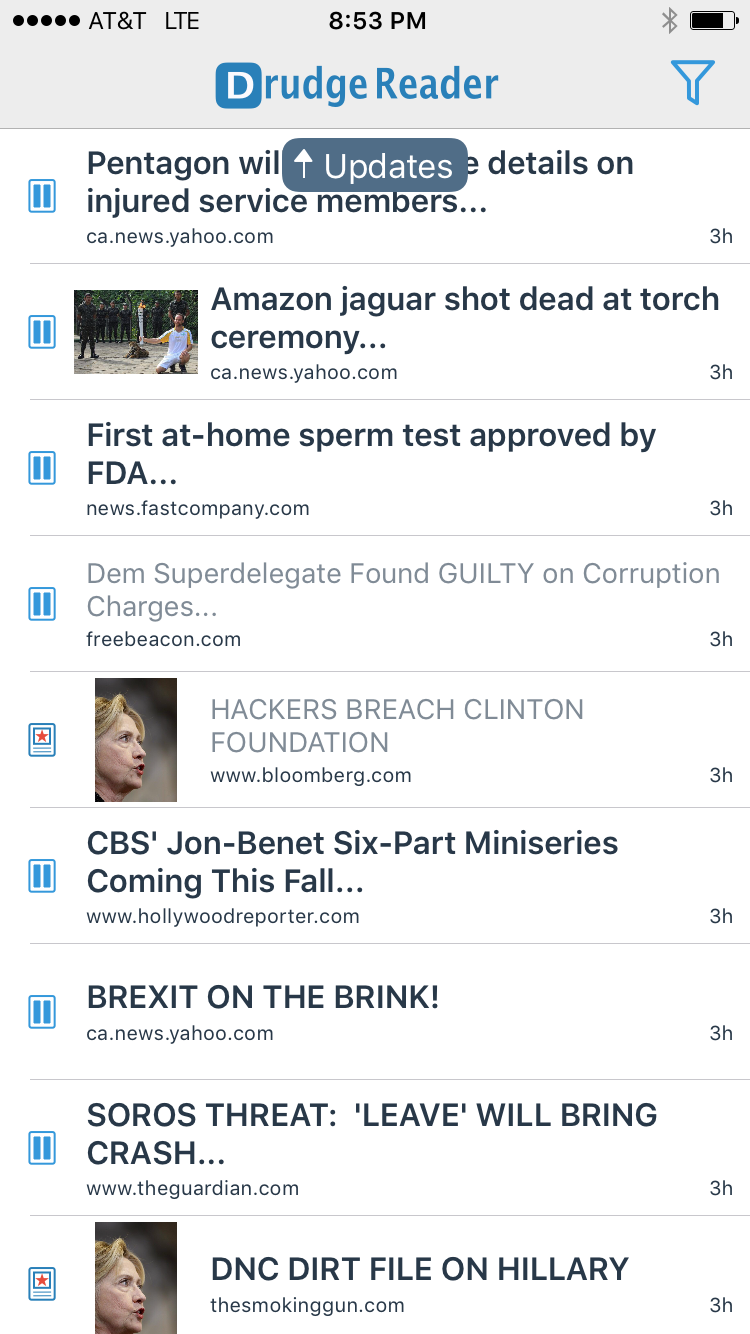 AT&T LTE 8:53 PM
Drudge Reader
Updates
Pentagon wil e details on
injured service members...
ca.news.yahoo.com 3h
Amazon jaguar shot dead at torch
ceremony...
ca.news.yahoo.com 3h
First at-home sperm test approved by
FDA...
news.fastcompany.com 3h
Dem Superdelegate Found GUILTY on Corruption
Charges...
freebeacon.com 3h
HACKERS BREACH CLINTON
FOUNDATION
www.bloomberg.com 3h
CBS' Jon-Benet Six-Part Miniseries
Coming This Fall...
www.hollywoodreporter.com 3h
BREXIT ON THE BRINK!
ca.news.yahoo.com 3h
SOROS THREAT: 'LEAVE' WILL BRING
CRASH...
www.theguardian.com 3h
DNC DIRT FILE ON HILLARY
thesmokinggun.com 3h